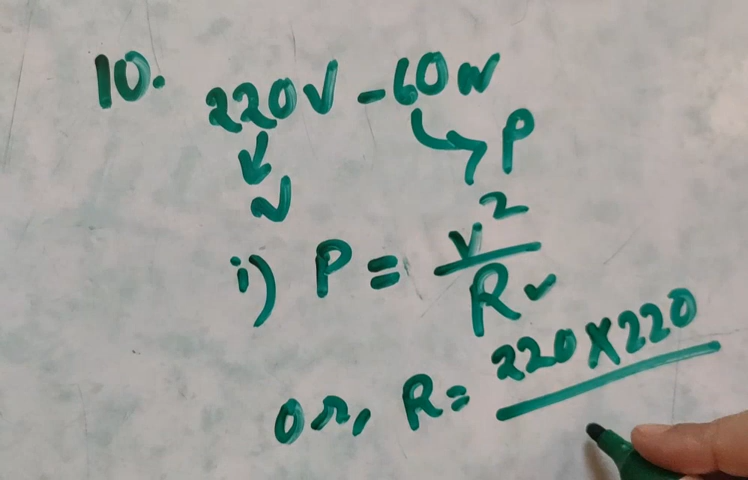 10. 220V - 60W
↓ V ↝ P
i) P = V²/R ✓
or, R = 220 X 220